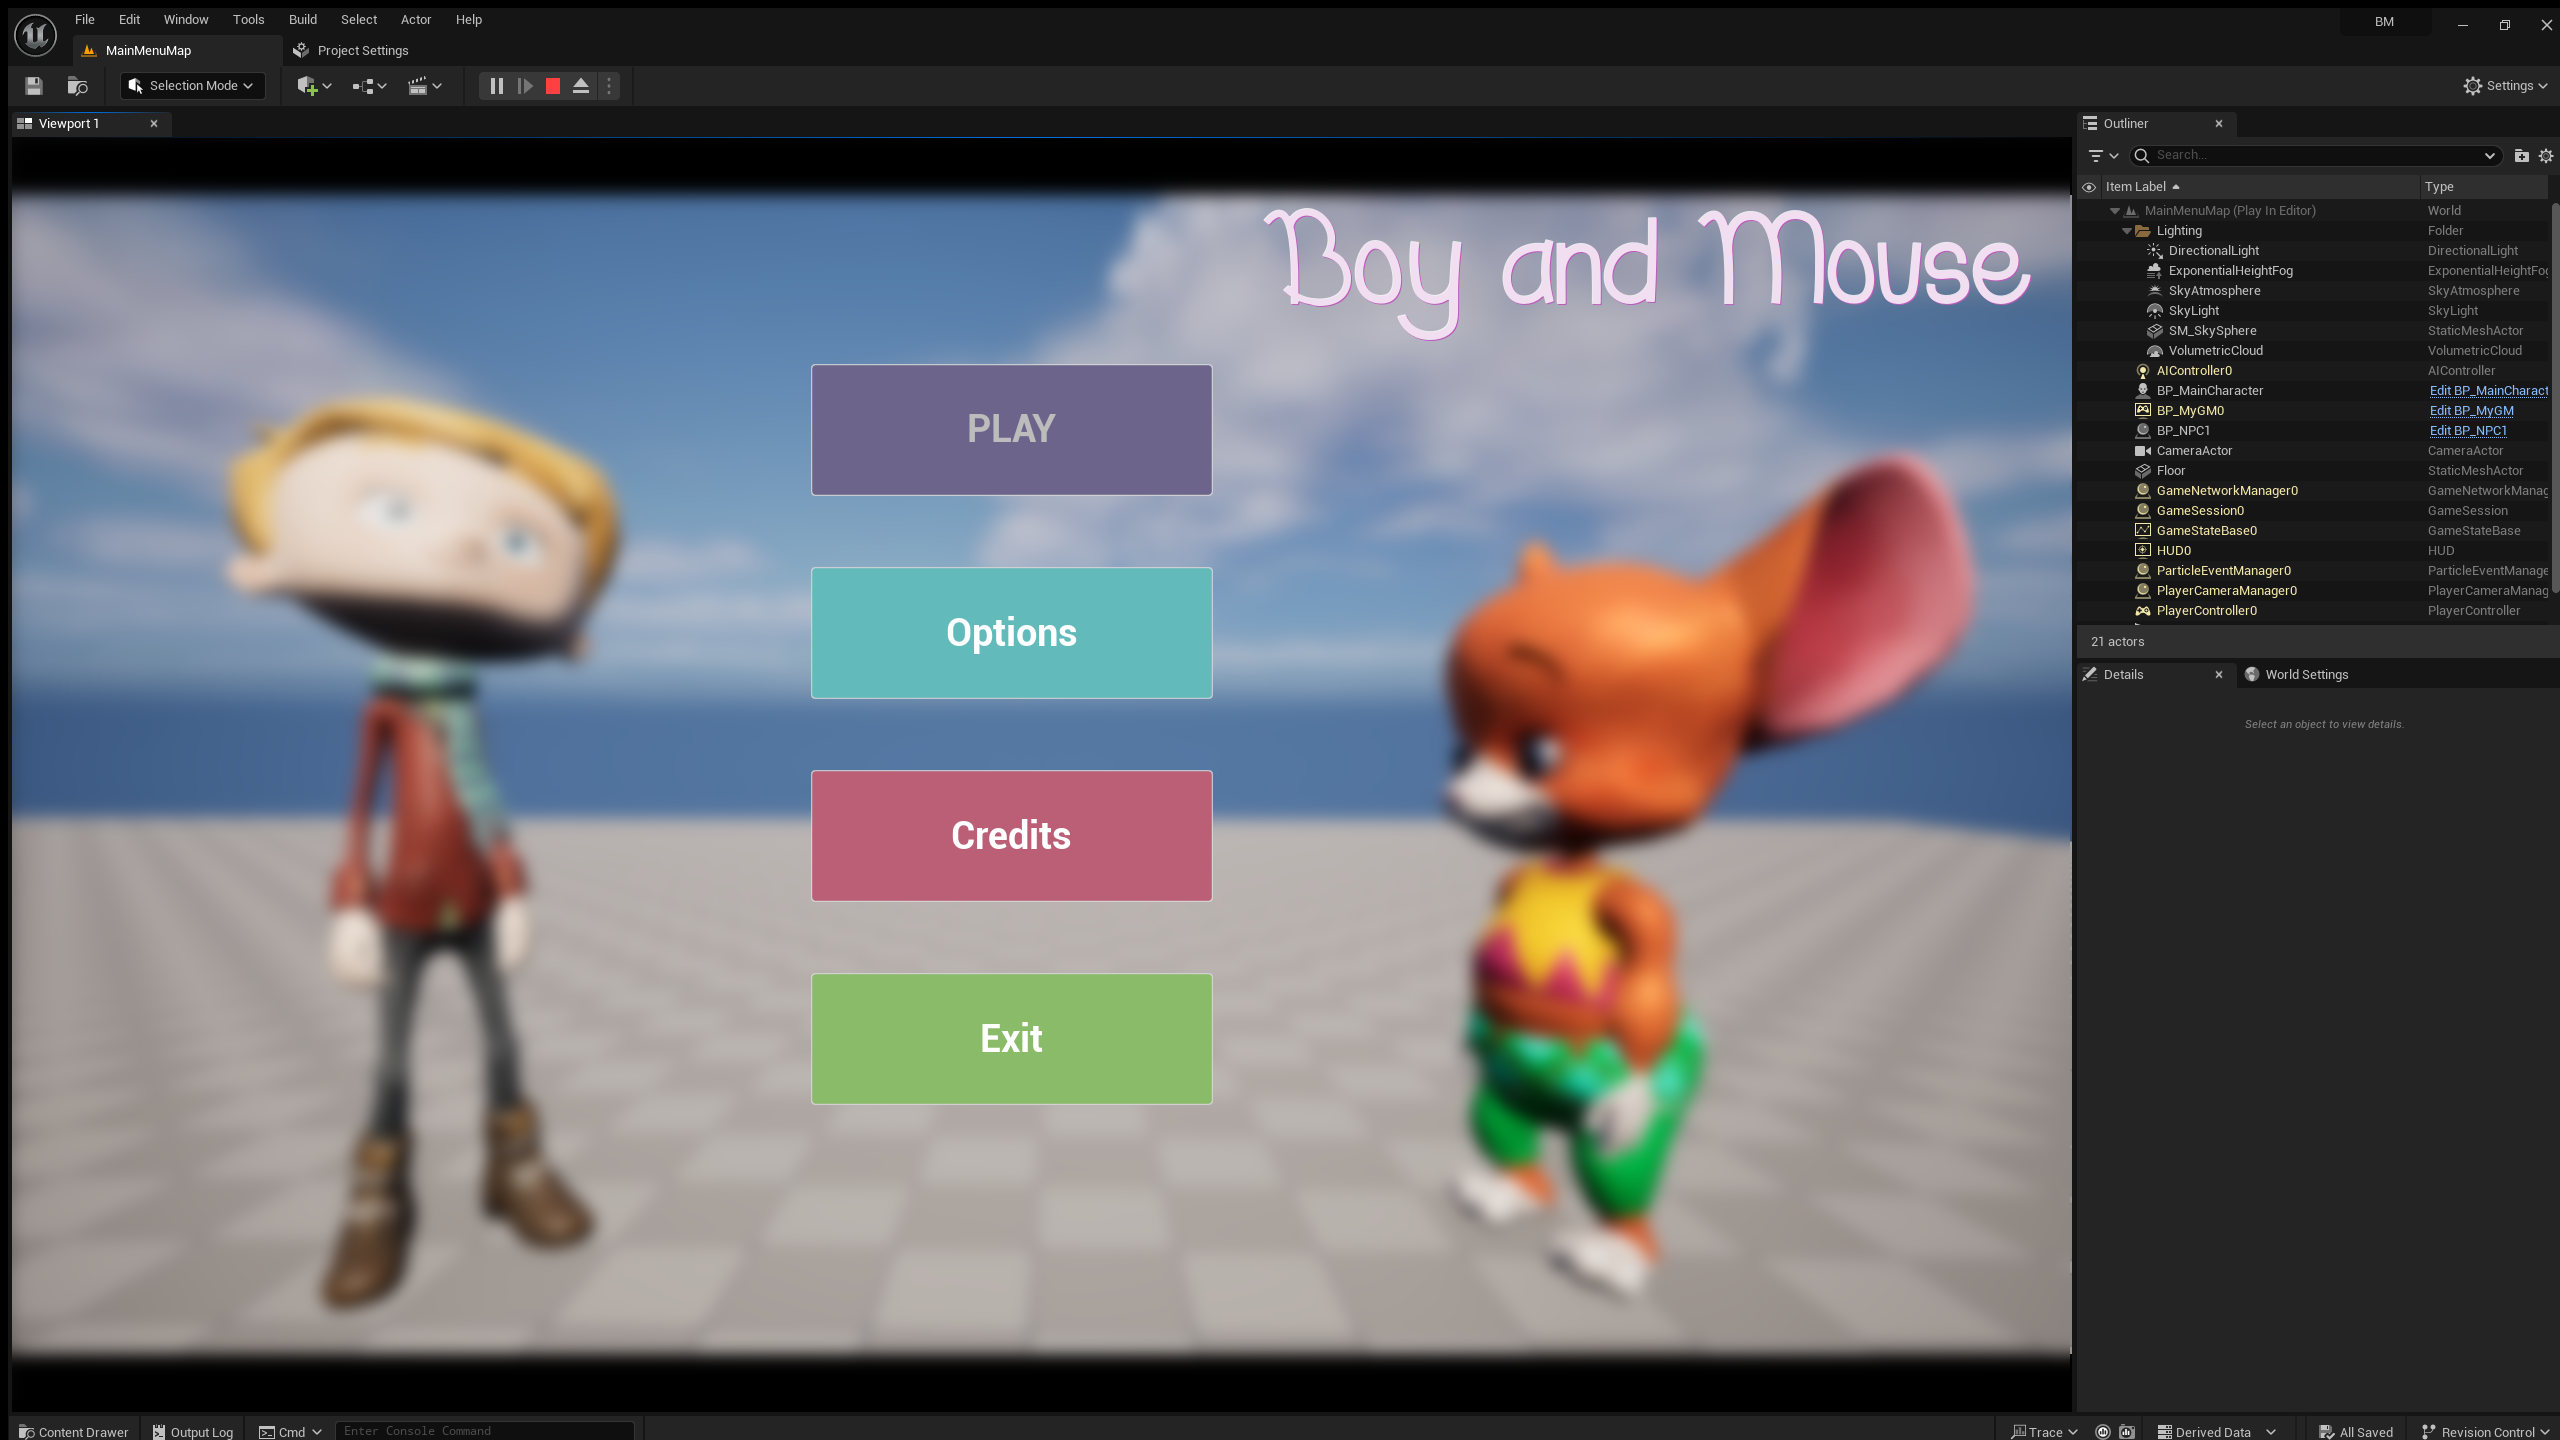 File Edit Window Tools Build Select Actor Help
BM
MainMenuMap
Project Settings
Selection Mode
Settings
Viewport 1
Outliner
Search...
Item Label Type
MainMenuMap (Play In Editor) World
Lighting Folder
DirectionalLight DirectionalLight
ExponentialHeightFog ExponentialHeightFog
SkyAtmosphere SkyAtmosphere
SkyLight SkyLight
SM_SkySphere StaticMeshActor
VolumetricCloud VolumetricCloud
AIController0 AIController
BP_MainCharacter Edit BP_MainCharact
BP_MyGM0 Edit BP_MyGM
BP_NPC1 Edit BP_NPC1
CameraActor CameraActor
Floor StaticMeshActor
GameNetworkManager0 GameNetworkManag
GameSession0 GameSession
GameStateBase0 GameStateBase
HUD0 HUD
ParticleEventManager0 ParticleEventManage
PlayerCameraManager0 PlayerCameraManag
PlayerController0 PlayerController
21 actors
Details
World Settings
Select an object to view details.
Boy and Mouse
PLAY
Options
Credits
Exit
Content Drawer
Output Log
Cmd
Enter Console Command
Trace
Derived Data
All Saved
Revision Control